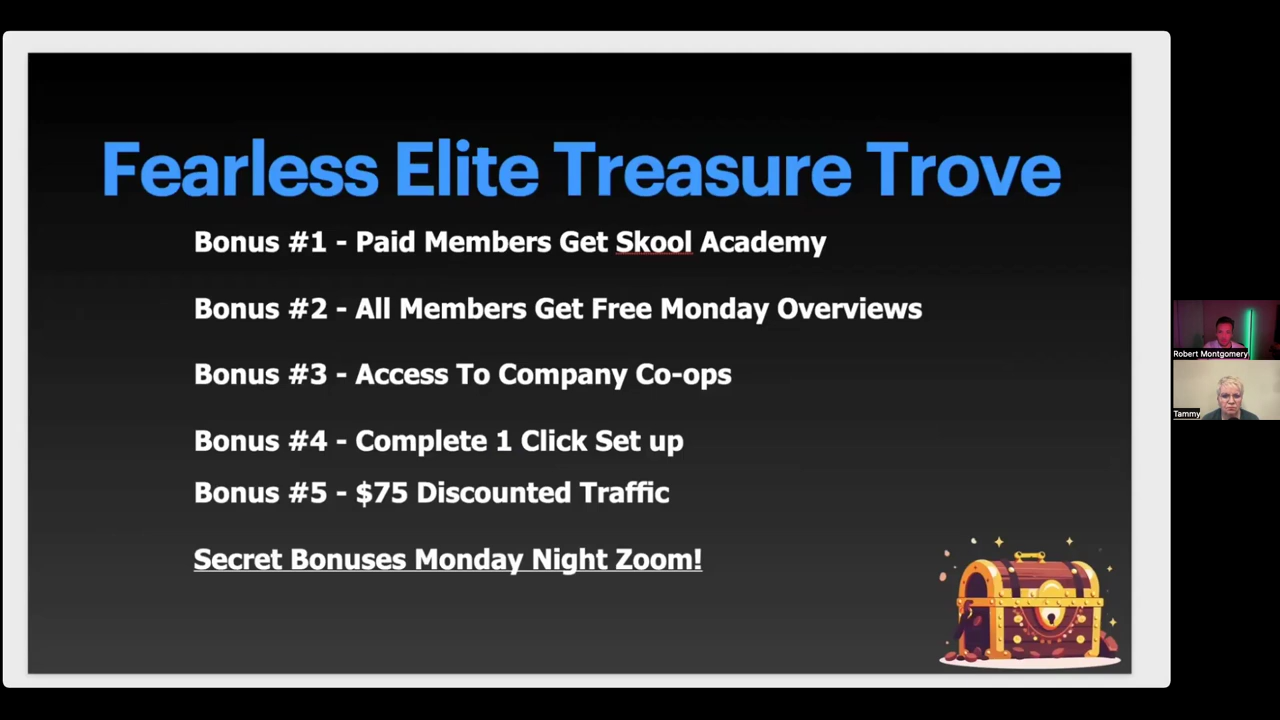 Fearless Elite Treasure Trove
Bonus #1 - Paid Members Get Skool Academy
Bonus #2 - All Members Get Free Monday Overviews
Bonus #3 - Access To Company Co-ops
Bonus #4 - Complete 1 Click Set up
Bonus #5 - $75 Discounted Traffic
Secret Bonuses Monday Night Zoom!
Robert Montgomery
Tammy